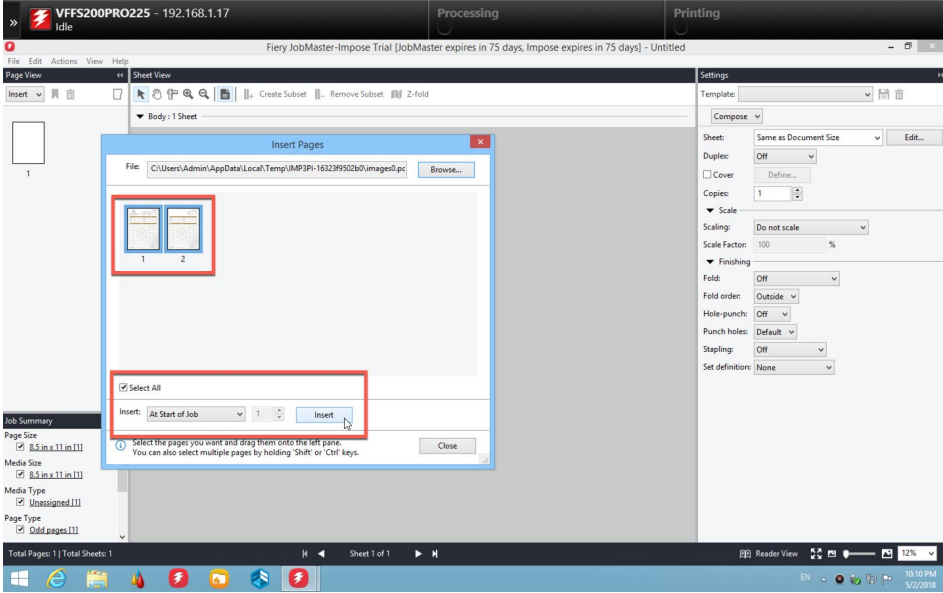 » VFFS200PRO225 - 192.168.1.17
Idle
Processing
Printing
Fiery JobMaster-Impose Trial [JobMaster expires in 75 days, Impose expires in 75 days] - Untitled
File Edit Actions View Help
Page View
Sheet View
Settings
Insert
Create Subset
Remove Subset
Z-fold
Template:
Body : 1 Sheet
Compose
1
Insert Pages
File: C:\Users\Admin\AppData\Local\Temp\IMP3PI-16323f9502b0\images0.pc
Browse...
1 2
Select All
Insert: At Start of Job 1 Insert
Select the pages you want and drag them onto the left pane.
You can also select multiple pages by holding 'Shift' or 'Ctrl' keys.
Close
Sheet: Same as Document Size Edit...
Duplex: Off
Cover Define...
Copies: 1
Scale
Scaling: Do not scale
Scale Factor: 100 %
Finishing
Fold: Off
Fold order: Outside
Hole-punch: Off
Punch holes: Default
Stapling: Off
Set definition: None
Job Summary
Page Size
8.5 in x 11 in [1]
Media Size
8.5 in x 11 in [1]
Media Type
Unassigned [1]
Page Type
Odd pages [1]
Total Pages: 1 | Total Sheets: 1
Sheet 1 of 1
Reader View
12%
EN
10:10 PM
5/2/2018